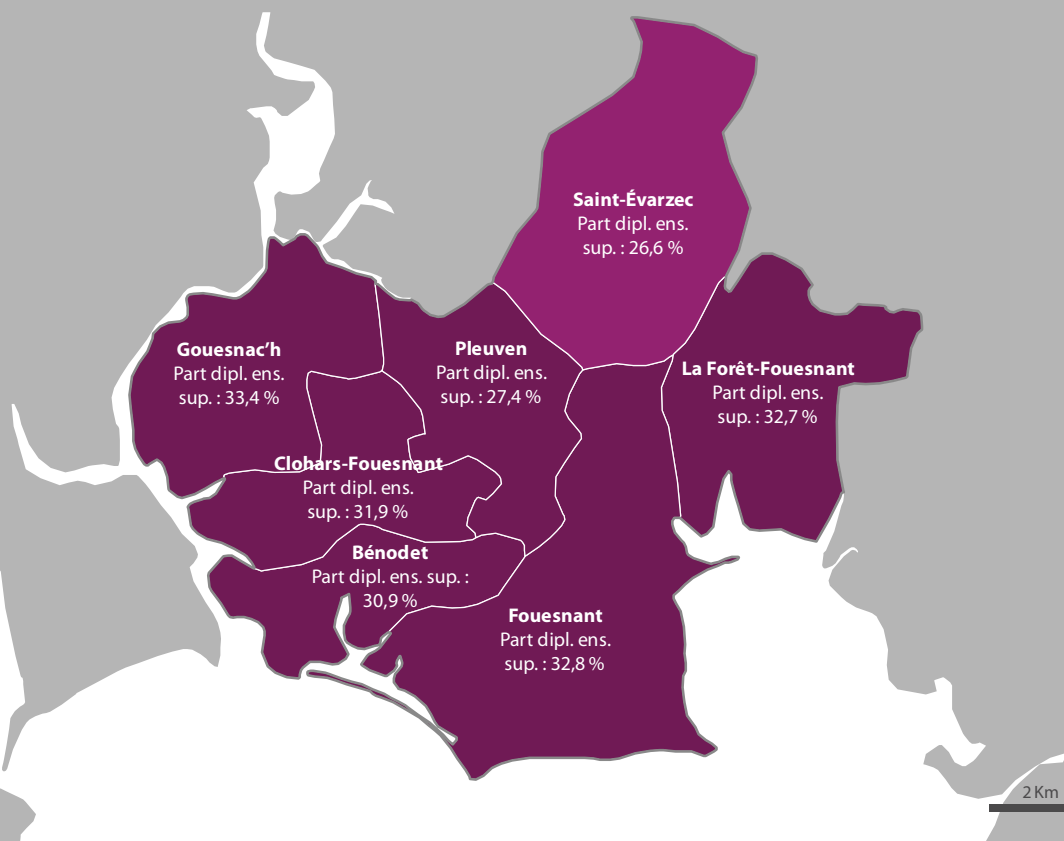 Saint-Évarzec
Part dipl. ens.
sup. : 26,6 %
Gouesnac’h
Part dipl. ens.
sup. : 33,4 %
Pleuven
Part dipl. ens.
sup. : 27,4 %
La Forêt-Fouesnant
Part dipl. ens.
sup. : 32,7 %
Clohars-Fouesnant
Part dipl. ens.
sup. : 31,9 %
Bénodet
Part dipl. ens. sup. :
30,9 %
Fouesnant
Part dipl. ens.
sup. : 32,8 %
2 Km